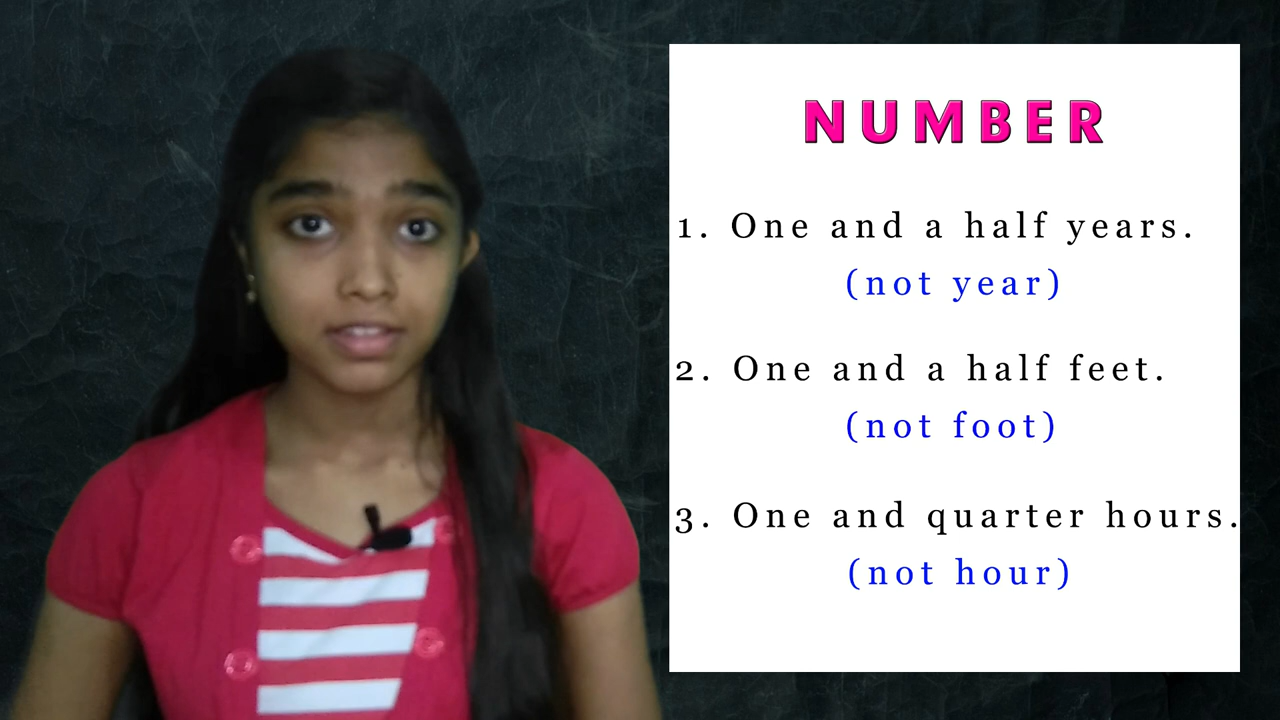 NUMBER
1. One and a half years.
(not year)
2. One and a half feet.
(not foot)
3. One and quarter hours.
(not hour)